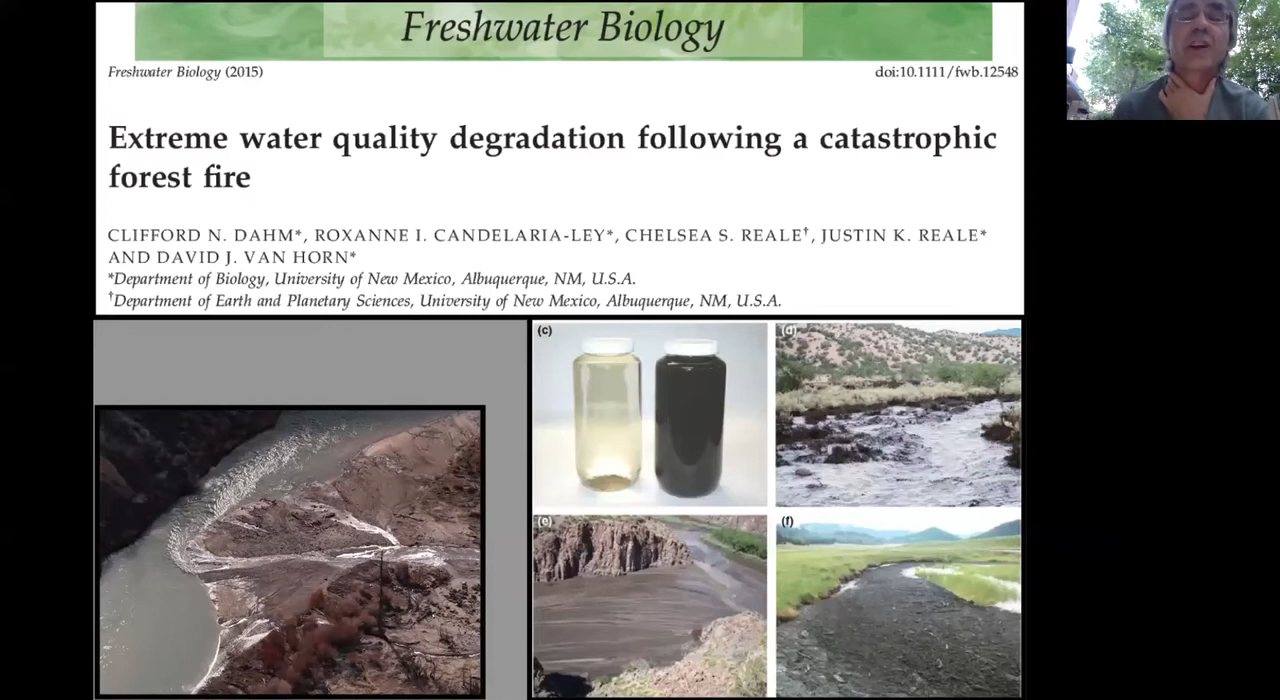 Freshwater Biology
Freshwater Biology (2015)
doi:10.1111/fwb.12548
Extreme water quality degradation following a catastrophic
forest fire
CLIFFORD N. DAHM*, ROXANNE I. CANDELARIA-LEY*, CHELSEA S. REALE†, JUSTIN K. REALE*
AND DAVID J. VAN HORN*
*Department of Biology, University of New Mexico, Albuquerque, NM, U.S.A.
†Department of Earth and Planetary Sciences, University of New Mexico, Albuquerque, NM, U.S.A.
(c)
(d)
(e)
(f)